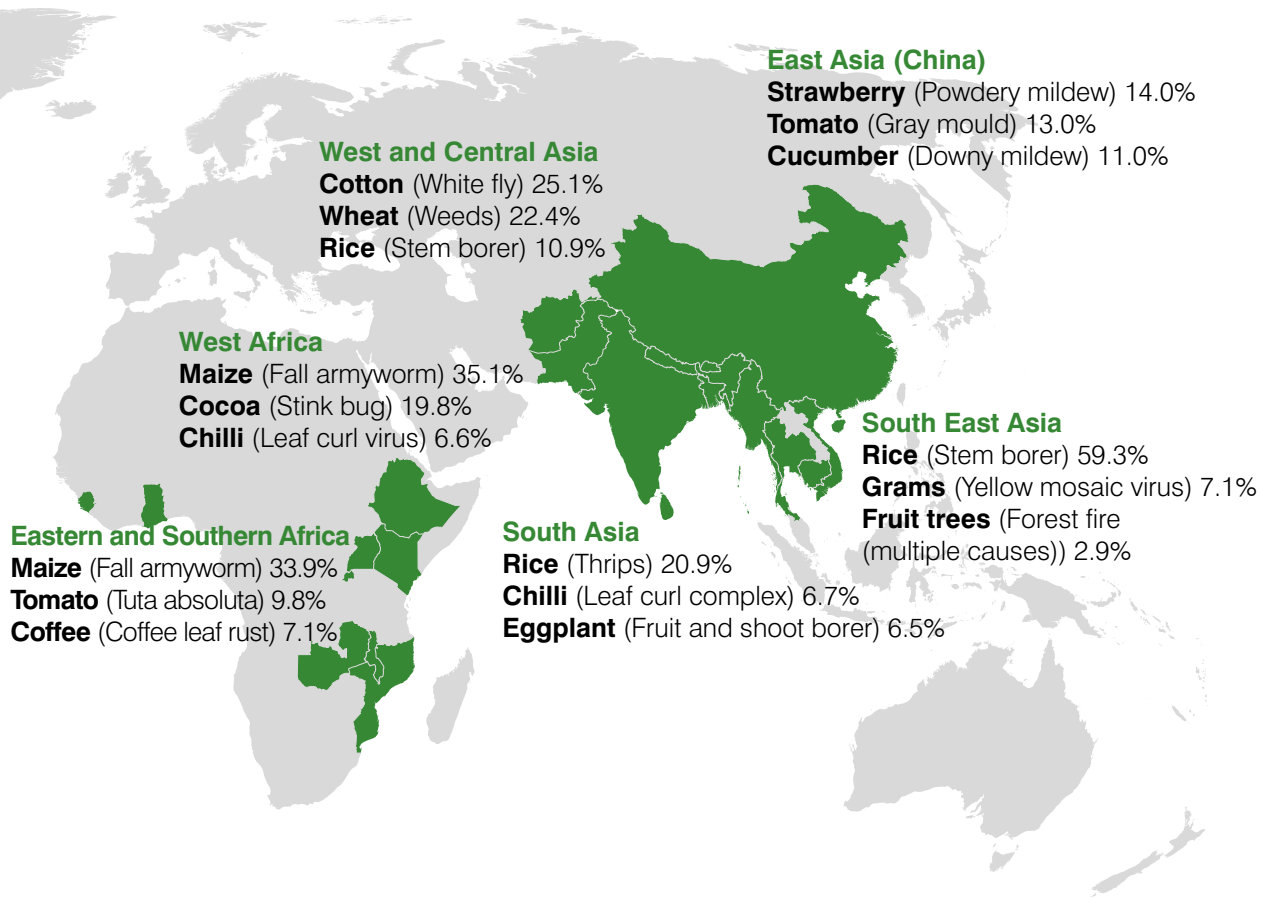 East Asia (China)
Strawberry (Powdery mildew) 14.0%
Tomato (Gray mould) 13.0%
Cucumber (Downy mildew) 11.0%
West and Central Asia
Cotton (White fly) 25.1%
Wheat (Weeds) 22.4%
Rice (Stem borer) 10.9%
West Africa
Maize (Fall armyworm) 35.1%
Cocoa (Stink bug) 19.8%
Chilli (Leaf curl virus) 6.6%
South East Asia
Rice (Stem borer) 59.3%
Grams (Yellow mosaic virus) 7.1%
Fruit trees (Forest fire
(multiple causes)) 2.9%
Eastern and Southern Africa
Maize (Fall armyworm) 33.9%
Tomato (Tuta absoluta) 9.8%
Coffee (Coffee leaf rust) 7.1%
South Asia
Rice (Thrips) 20.9%
Chilli (Leaf curl complex) 6.7%
Eggplant (Fruit and shoot borer) 6.5%